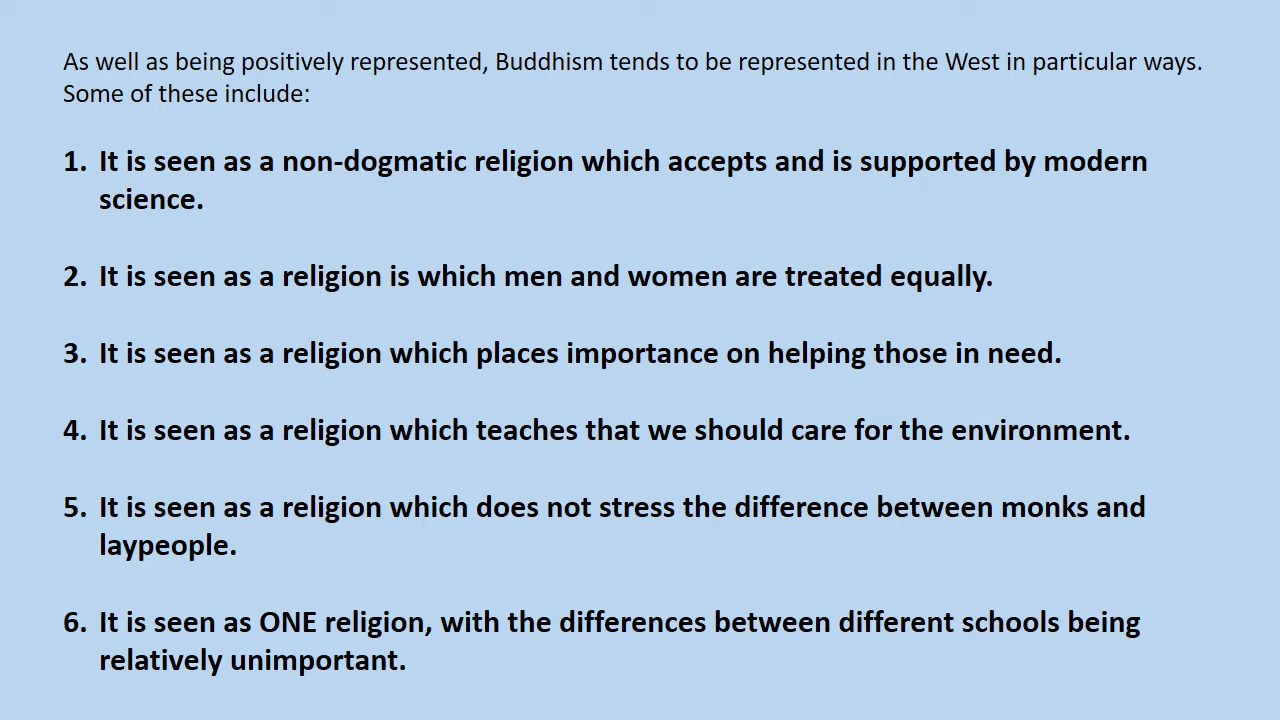 As well as being positively represented, Buddhism tends to be represented in the West in particular ways.
Some of these include:
1. It is seen as a non-dogmatic religion which accepts and is supported by modern
science.
2. It is seen as a religion is which men and women are treated equally.
3. It is seen as a religion which places importance on helping those in need.
4. It is seen as a religion which teaches that we should care for the environment.
5. It is seen as a religion which does not stress the difference between monks and
laypeople.
6. It is seen as ONE religion, with the differences between different schools being
relatively unimportant.